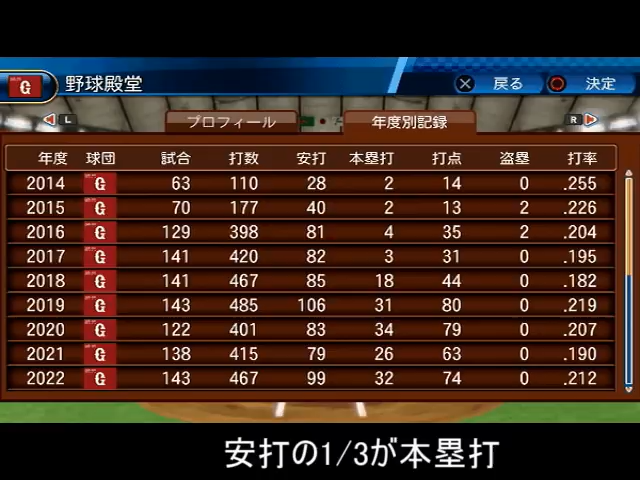 G 野球殿堂 × 戻る ○ 決定
L プロフィール 年度別記録 R
年度 球団 試合 打数 安打 本塁打 打点 盗塁 打率
2014 G 63 110 28 2 14 0 .255
2015 G 70 177 40 2 13 2 .226
2016 G 129 398 81 4 35 2 .204
2017 G 141 420 82 3 31 0 .195
2018 G 141 467 85 18 44 0 .182
2019 G 143 485 106 31 80 0 .219
2020 G 122 401 83 34 79 0 .207
2021 G 138 415 79 26 63 0 .190
2022 G 143 467 99 32 74 0 .212
安打の1/3が本塁打